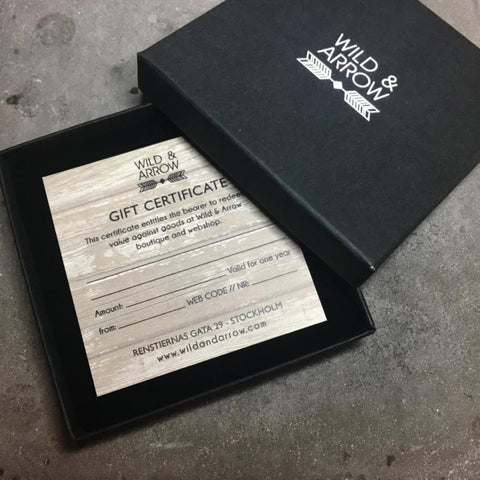 WILD &
ARROW
WILD &
ARROW
GIFT CERTIFICATE
This certificate entitles the bearer to redeem
value against goods at Wild & Arrow
boutique and webshop.
Valid for one year
Amount: WEB CODE // NR:
from:
RENSTIERNAS GATA 29 - STOCKHOLM
www.wildandarrow.com